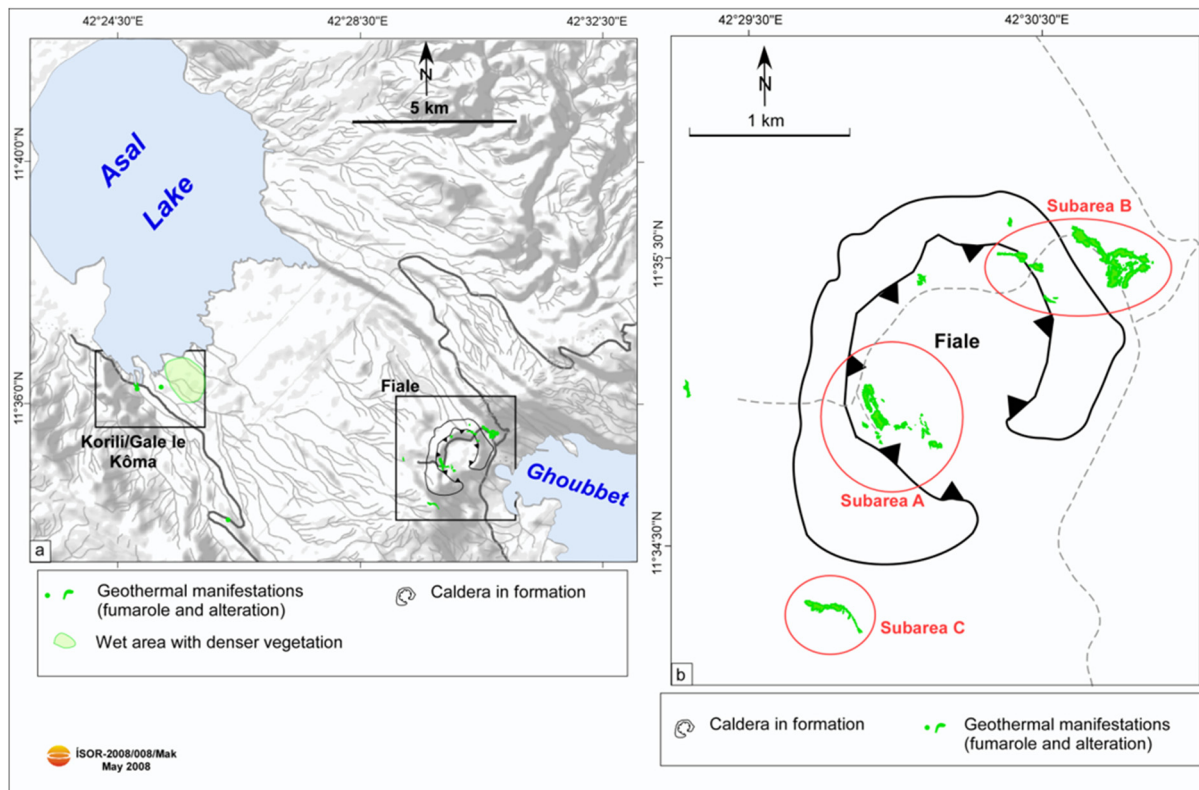 42°24'30"E
42°28'30"E
42°32'30"E
11°40'0"N
11°36'0"N
N
5 km
Asal
Lake
Fiale
Korili/Gale le
Kôma
Ghoubbet
a
Geothermal manifestations
(fumarole and alteration)
Caldera in formation
Wet area with denser vegetation
ÍSOR-2008/008/Mak
May 2008
42°29'30"E
42°30'30"E
11°35'30"N
11°34'30"N
N
1 km
Subarea B
Fiale
Subarea A
Subarea C
b
Caldera in formation
Geothermal manifestations
(fumarole and alteration)